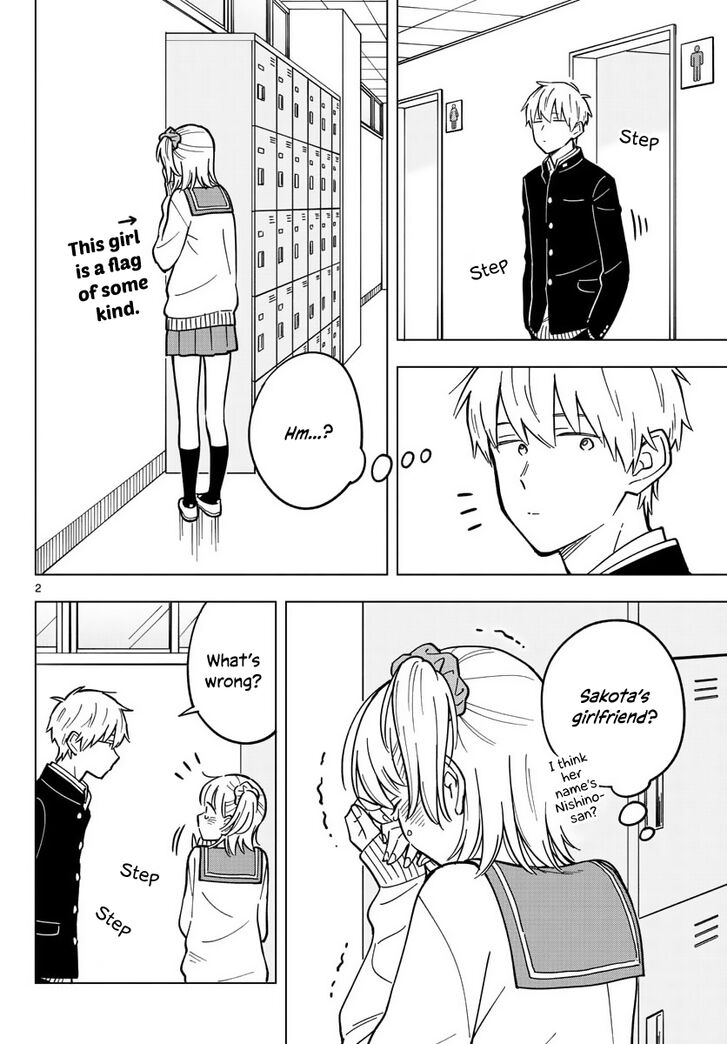 Step
Step
→
This girl
is a flag
of some
kind.
Hm...?
2
Sakota's
girlfriend?
I think
her
name's
Nishino-
san?
What's
wrong?
Step
Step